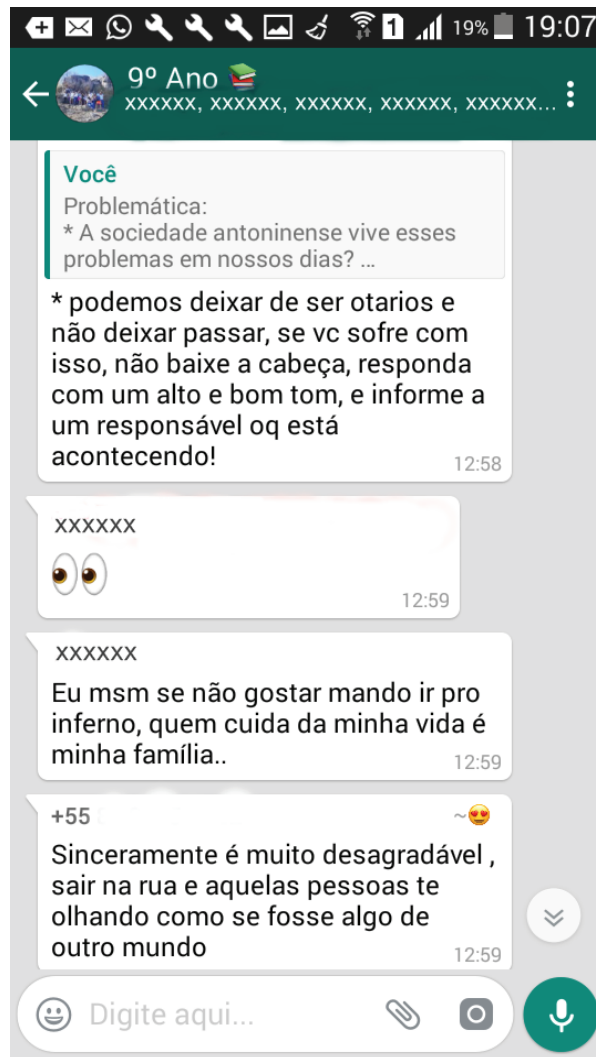 1 19% 19:07
9º Ano
xxxxxx, xxxxxx, xxxxxx, xxxxxx, xxxxxx...
Você
Problemática:
* A sociedade antoninense vive esses
problemas em nossos dias? ...
* podemos deixar de ser otarios e
não deixar passar, se vc sofre com
isso, não baixe a cabeça, responda
com um alto e bom tom, e informe a
um responsável oq está
acontecendo!
12:58
xxxxxx
👀
12:59
xxxxxx
Eu msm se não gostar mando ir pro
inferno, quem cuida da minha vida é
minha família..
12:59
+55 ~😍
Sinceramente é muito desagradável ,
sair na rua e aquelas pessoas te
olhando como se fosse algo de
outro mundo
12:59
Digite aqui...